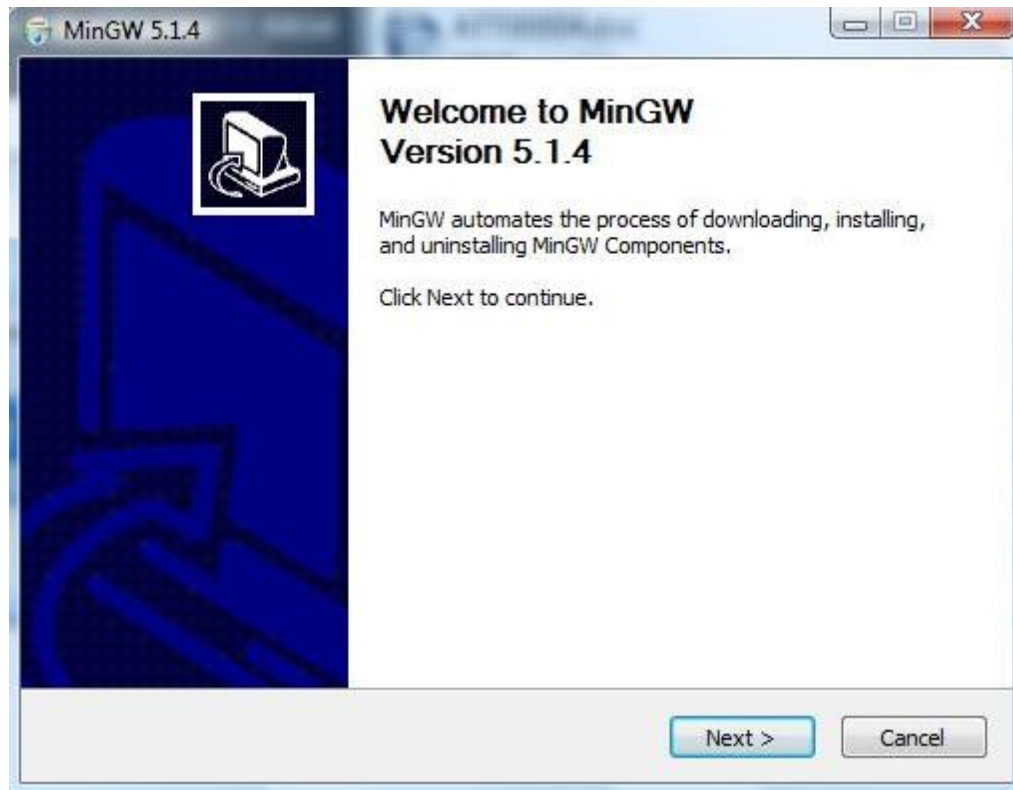 MinGW 5.1.4
Welcome to MinGW
Version 5.1.4
MinGW automates the process of downloading, installing,
and uninstalling MinGW Components.
Click Next to continue.
Next >
Cancel